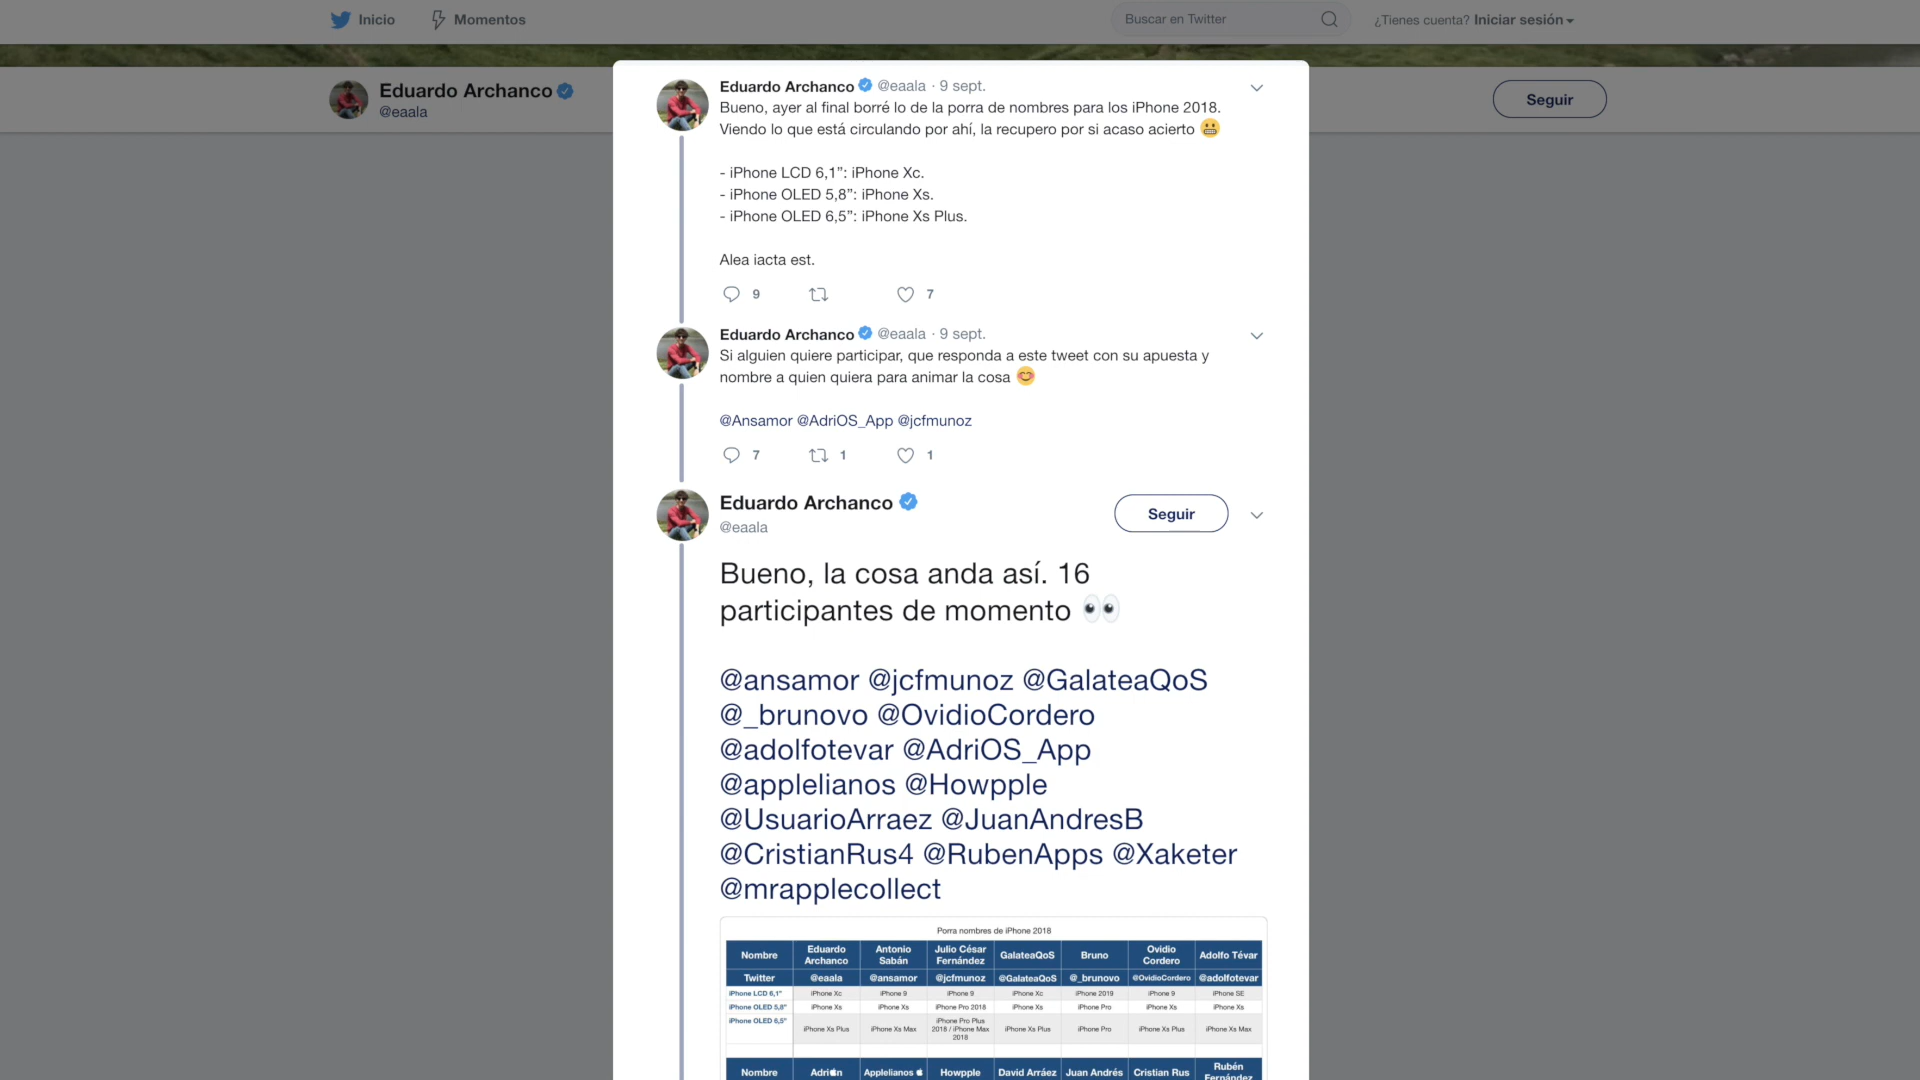 Inicio
Momentos
Buscar en Twitter
¿Tienes cuenta? Iniciar sesión
Eduardo Archanco
@eaala
Seguir
Eduardo Archanco @eaala · 9 sept.
Bueno, ayer al final borré lo de la porra de nombres para los iPhone 2018.
Viendo lo que está circulando por ahí, la recupero por si acaso acierto 😬
- iPhone LCD 6,1”: iPhone Xc.
- iPhone OLED 5,8”: iPhone Xs.
- iPhone OLED 6,5”: iPhone Xs Plus.
Alea iacta est.
9 7
Eduardo Archanco @eaala · 9 sept.
Si alguien quiere participar, que responda a este tweet con su apuesta y
nombre a quien quiera para animar la cosa 😊
@Ansamor @AdriOS_App @jcfmunoz
7 1 1
Eduardo Archanco
@eaala
Seguir
Bueno, la cosa anda así. 16
participantes de momento 👀
@ansamor @jcfmunoz @GalateaQoS
@_brunovo @OvidioCordero
@adolfotevar @AdriOS_App
@applelianos @Howpple
@UsuarioArraez @JuanAndresB
@CristianRus4 @RubenApps @Xaketer
@mrapplecollect
Porra nombres de iPhone 2018
Nombre Eduardo Archanco Antonio Sabán Julio César Fernández GalateaQoS Bruno Ovidio Cordero Adolfo Tévar
Twitter @eaala @ansamor @jcfmunoz @GalateaQoS @_brunovo @OvidioCordero @adolfotevar
iPhone LCD 6,1” iPhone Xc iPhone 9 iPhone 9 iPhone Xc iPhone 2019 iPhone 9 iPhone SE
iPhone OLED 5,8” iPhone Xs iPhone Xs iPhone Pro 2018 iPhone Xs iPhone Pro iPhone Xs iPhone Xs
iPhone OLED 6,5” iPhone Xs Plus iPhone Xs Max iPhone Pro Plus 2018 / iPhone Max 2018 iPhone Xs Plus iPhone Pro iPhone Xs Plus iPhone Xs Max
Nombre Adrián Applelianos Howpple David Arráez Juan Andrés Cristian Rus Rubén Fernández